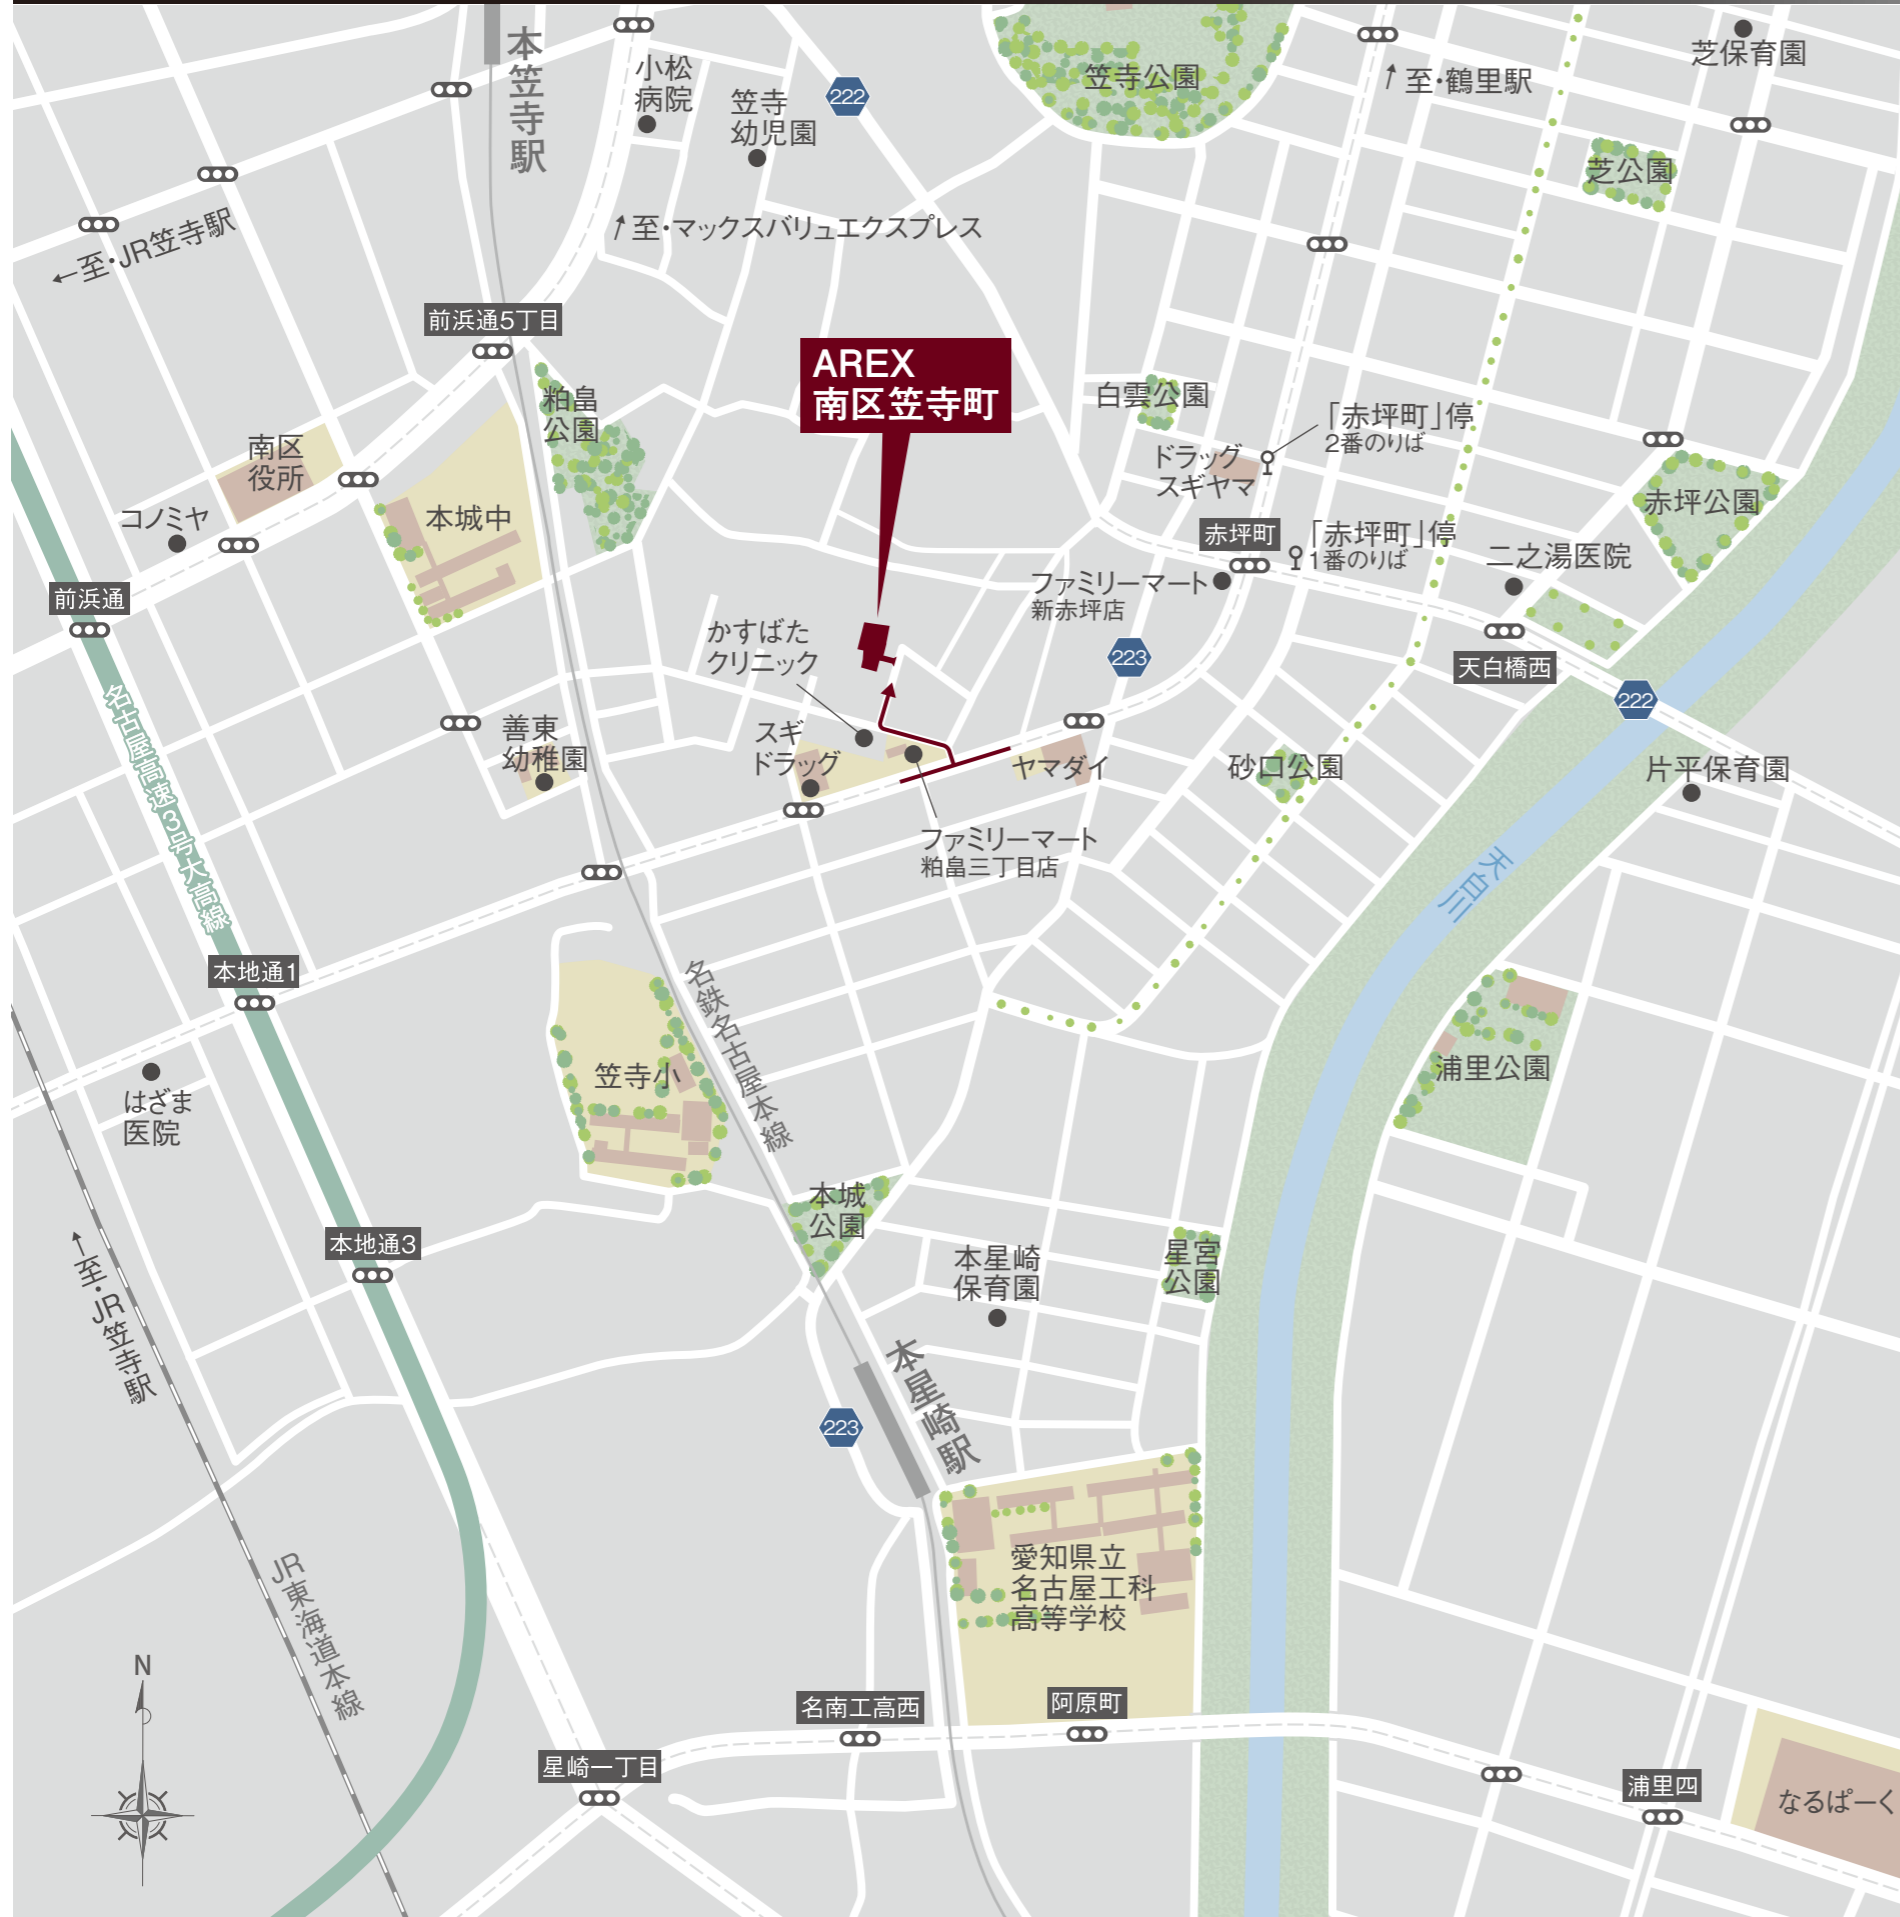 本笠寺駅
小松
病院
笠寺
幼児園
222
笠寺公園
↑至・鶴里駅
芝保育園
芝公園
↑至・マックスバリュエクスプレス
←至・JR笠寺駅
前浜通5丁目
AREX
南区笠寺町
粕畠
公園
白雲公園
「赤坪町」停
2番のりば
ドラッグ
スギヤマ
南区
役所
コノミヤ
本城中
赤坪公園
赤坪町
「赤坪町」停
1番のりば
二之湯医院
ファミリーマート
新赤坪店
前浜通
かすばた
クリニック
223
天白橋西
222
名古屋高速3号大高線
善東
幼稚園
スギ
ドラッグ
ヤマダイ
砂口公園
片平保育園
ファミリーマート
粕畠三丁目店
天白川
本地通1
名鉄名古屋本線
笠寺小
浦里公園
はざま
医院
本城
公園
本地通3
本星崎
保育園
星宮
公園
↑至・JR笠寺駅
本星崎駅
223
愛知県立
名古屋工科
高等学校
JR東海道本線
N
名南工高西
阿原町
星崎一丁目
浦里四
なるぱーく